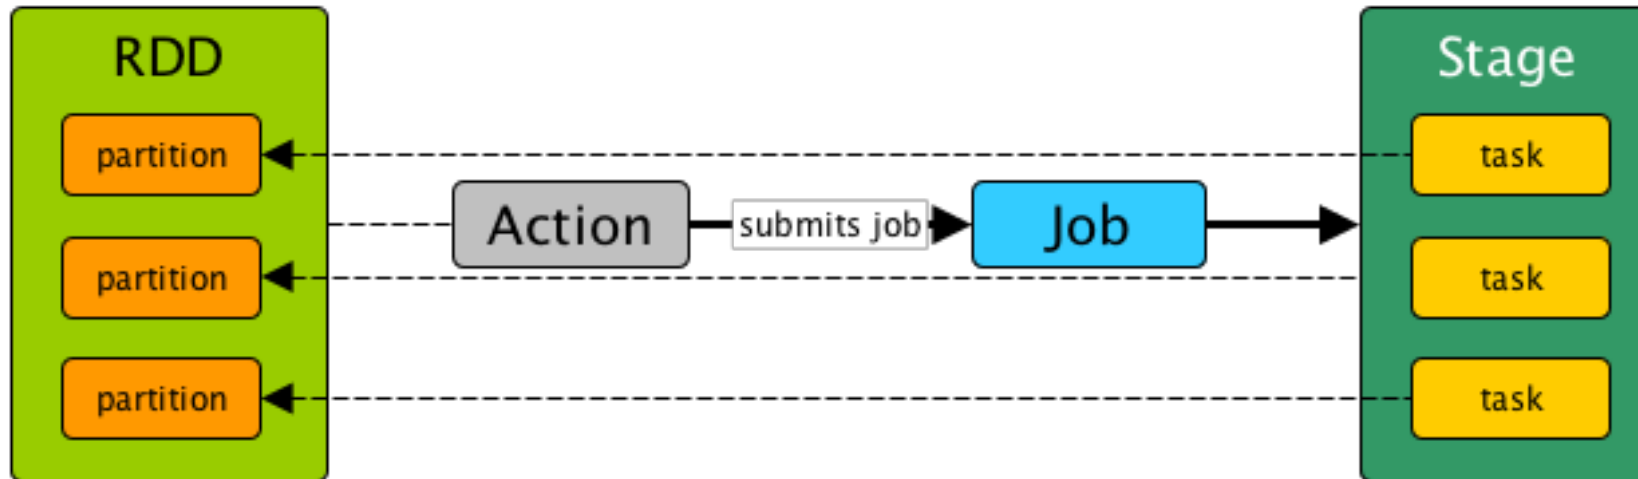 RDD
partition
partition
partition
Action
submits job
Job
Stage
task
task
task